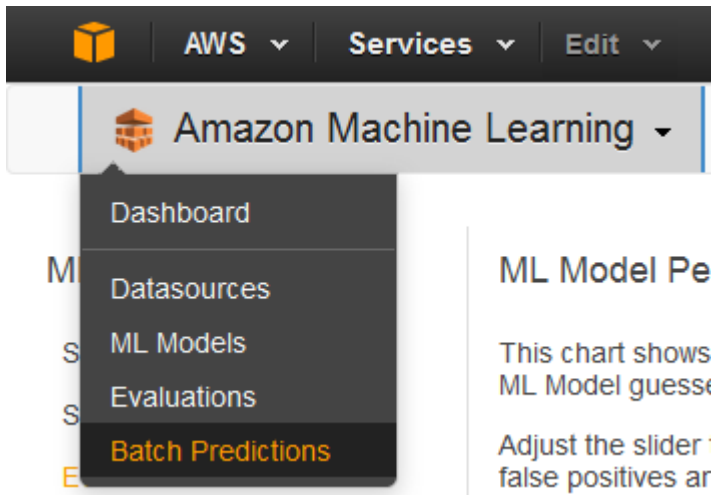 AWS Services Edit
Amazon Machine Learning
Dashboard
Datasources
ML Models
Evaluations
Batch Predictions
ML Model Pe
This chart shows
ML Model guesse
Adjust the slider
false positives an